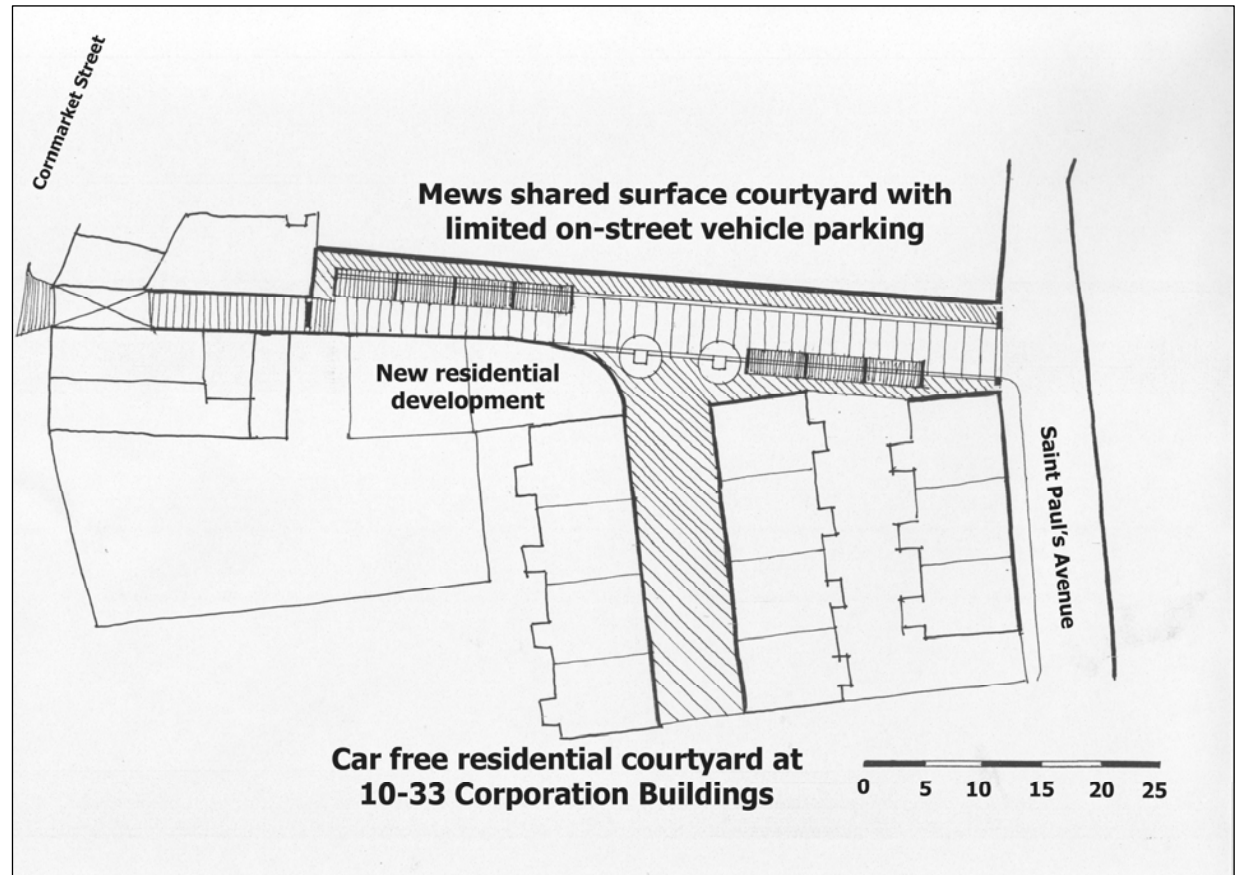 Cornmarket Street
Mews shared surface courtyard with
limited on-street vehicle parking
New residential
development
Saint Paul's Avenue
Car free residential courtyard at
10-33 Corporation Buildings
0 5 10 15 20 25